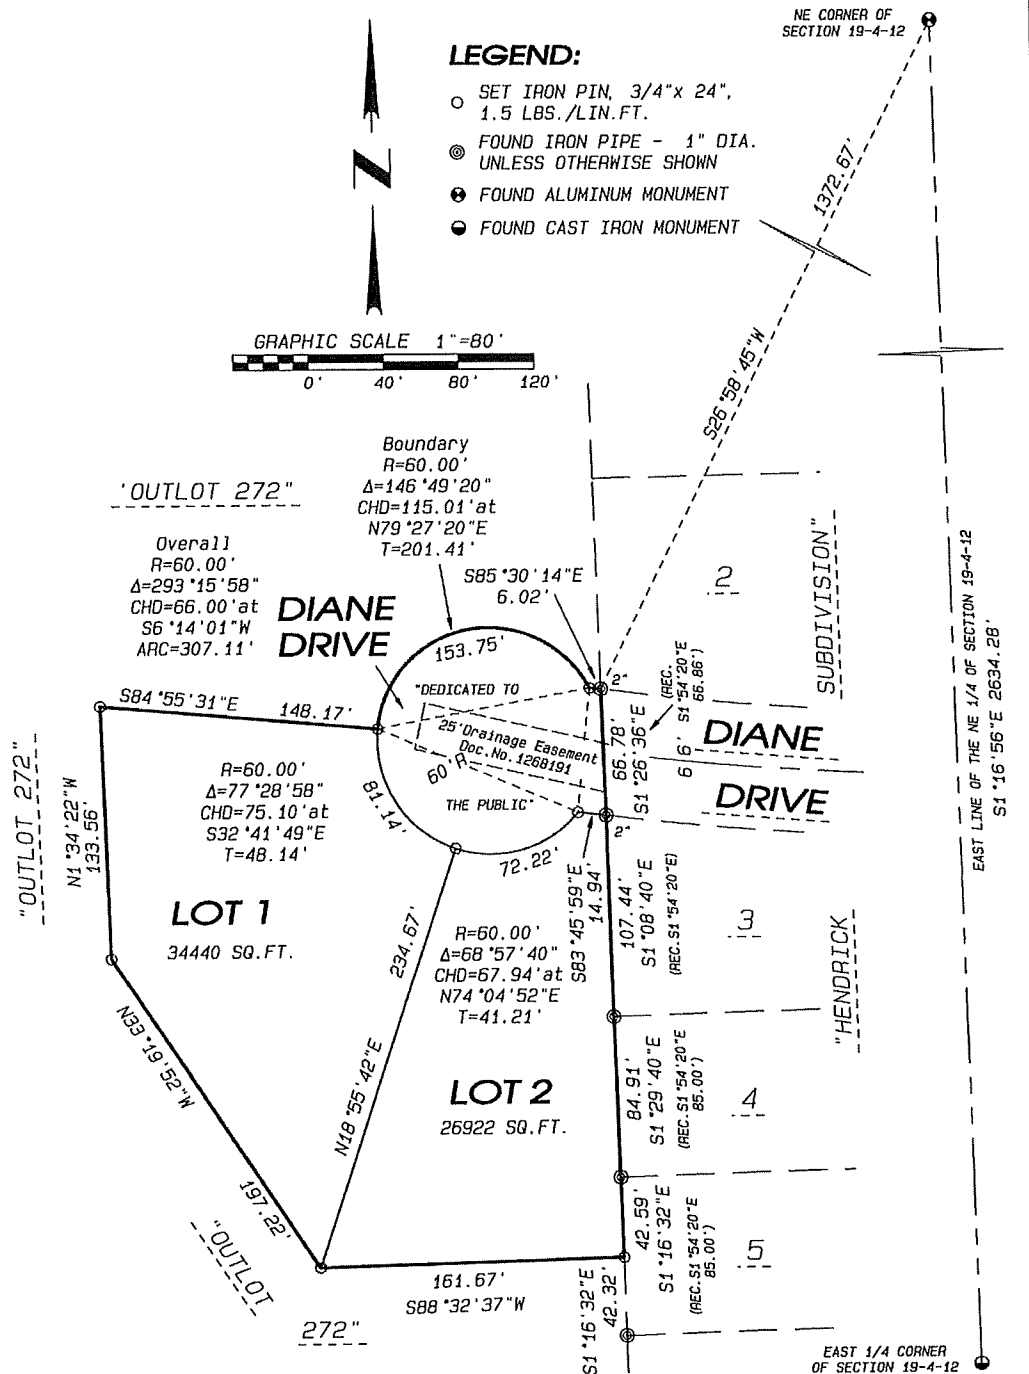 NE CORNER OF
SECTION 19-4-12
LEGEND:
SET IRON PIN, 3/4"x 24",
1.5 LBS./LIN.FT.
FOUND IRON PIPE - 1" DIA.
UNLESS OTHERWISE SHOWN
FOUND ALUMINUM MONUMENT
FOUND CAST IRON MONUMENT
N
1372.67'
S26°58'45"W
GRAPHIC SCALE 1"=80'
0' 40' 80' 120'
Boundary
R=60.00'
Δ=146°49'20"
CHD=115.01'at
N79°27'20"E
T=201.41'
'OUTLOT 272"
Overall
R=60.00'
Δ=293°15'58"
CHD=66.00'at
S6°14'01"W
ARC=307.11'
DIANE
DRIVE
S85°30'14"E
6.02'
153.75'
2
SUBDIVISION"
EAST LINE OF THE NE 1/4 OF SECTION 19-4-12
S1°16'56"E 2634.28'
2"
"DEDICATED TO
25'Drainage Easement
Doc.No.1268191
60'R
THE PUBLIC"
66.78'
S1°26'36"E
(REC.
S1°54'20"E
66.86')
66'
DIANE
DRIVE
S84°55'31"E
148.17'
"OUTLOT 272"
N1°34'22"W
133.56'
R=60.00'
Δ=77°28'58"
CHD=75.10'at
S32°41'49"E
T=48.14'
81.14'
72.22'
2"
S83°45'59"E
14.94'
107.44'
S1°08'40"E
(REC.S1°54'20"E)
3
"HENDRICK
LOT 1
34440 SQ.FT.
234.67'
N18°55'42"E
R=60.00'
Δ=68°57'40"
CHD=67.94'at
N74°04'52"E
T=41.21'
N33°19'52"W
197.22'
LOT 2
26922 SQ.FT.
84.91'
S1°29'40"E
(REC.S1°54'20"E
85.00')
4
42.59'
S1°16'32"E
(REC.S1°54'20"E
85.00')
5
161.67'
S88°32'37"W
S1°16'32"E
42.32'
"OUTLOT
272"
EAST 1/4 CORNER
OF SECTION 19-4-12